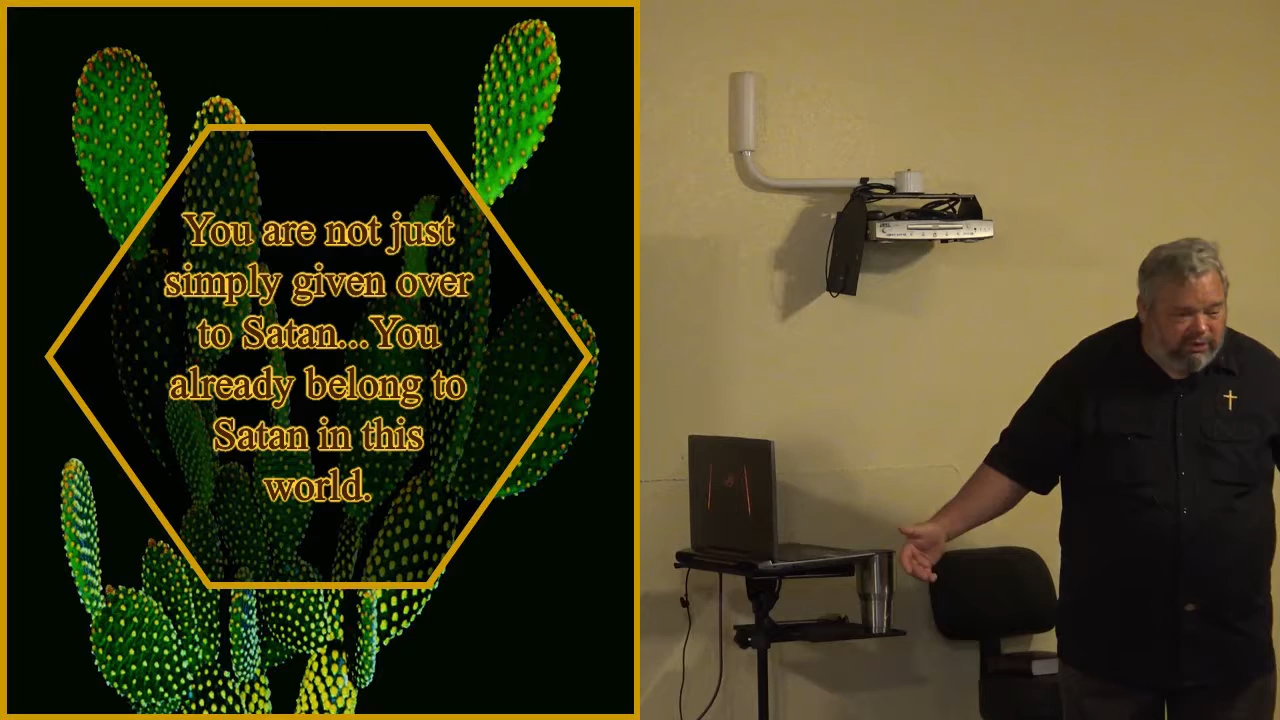 You are not just
simply given over
to Satan... You
already belong to
Satan in this
world.